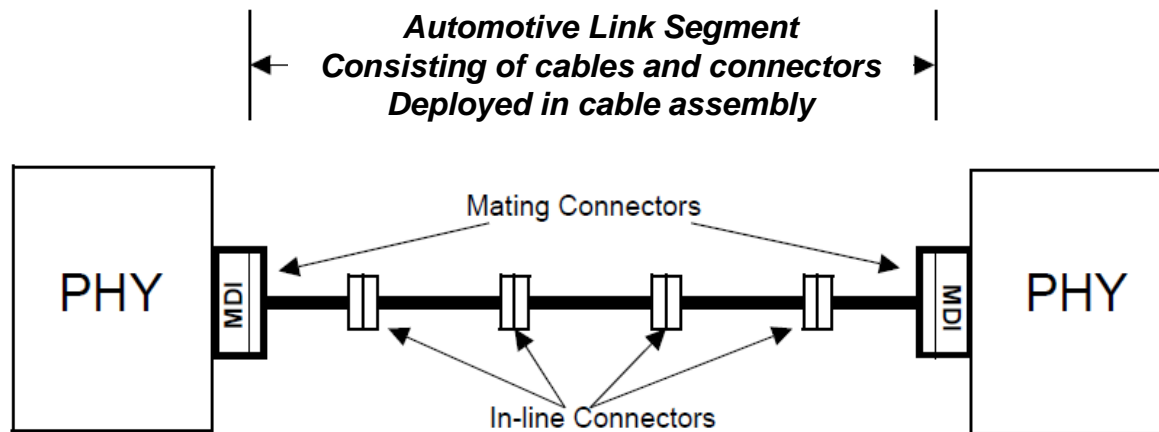 Automotive Link Segment
Consisting of cables and connectors
Deployed in cable assembly
Mating Connectors
PHY
MDI
MDI
PHY
In-line Connectors